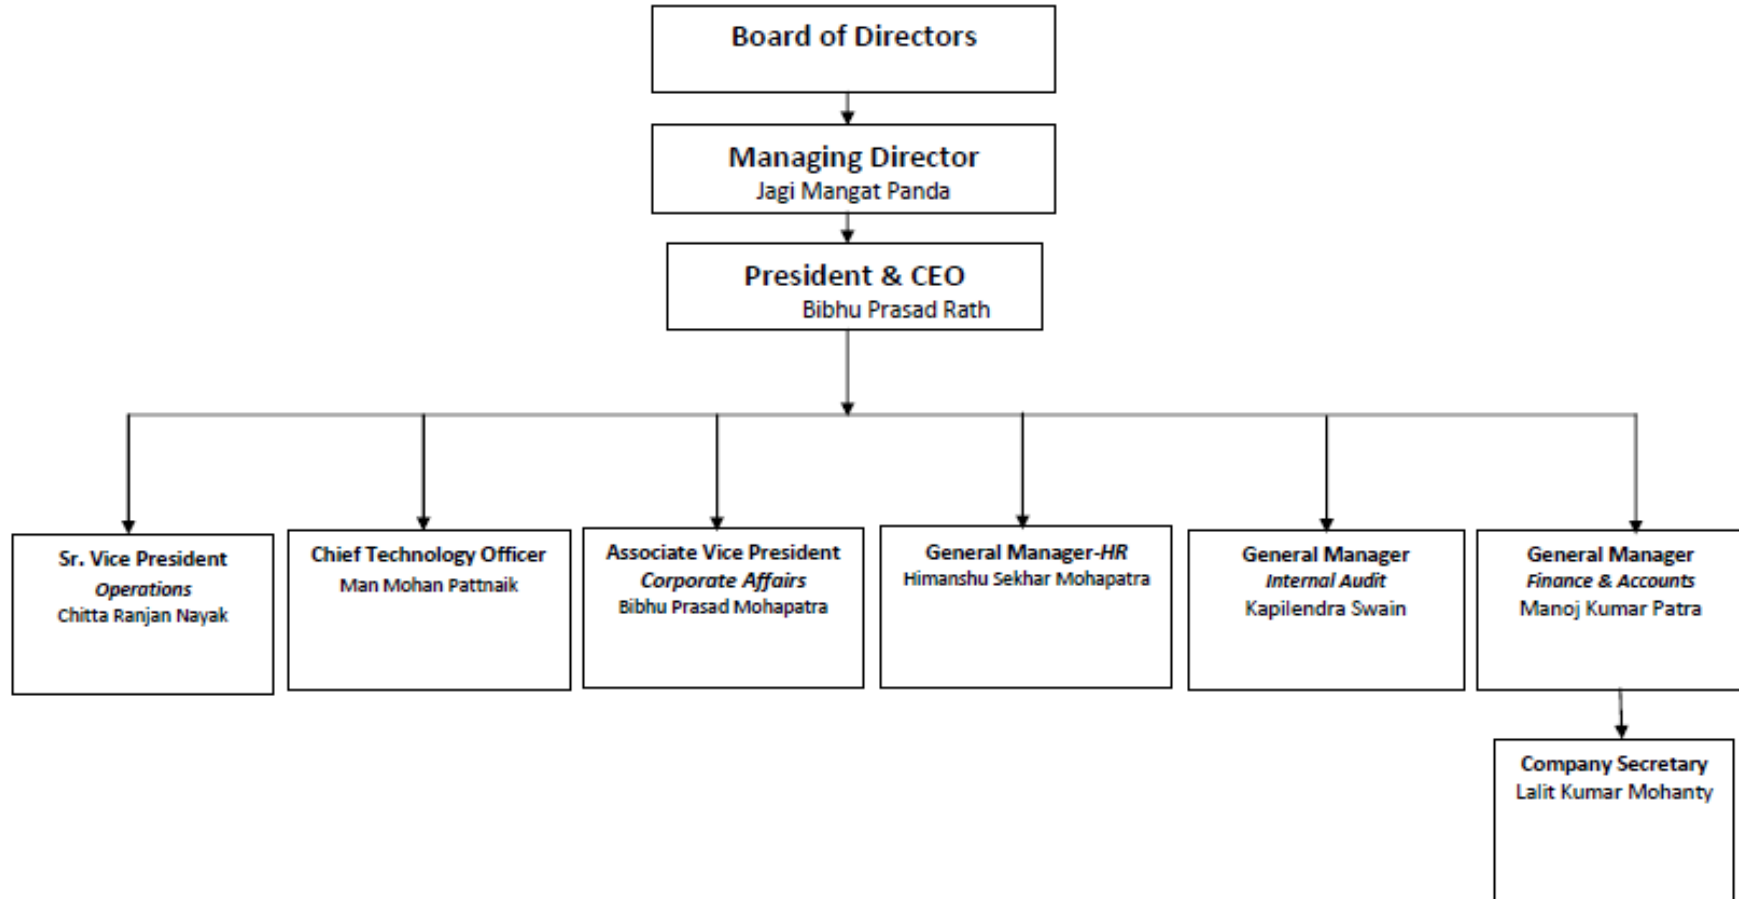 Board of Directors
Managing Director
Jagi Mangat Panda
President & CEO
Bibhu Prasad Rath
Sr. Vice President
Operations
Chitta Ranjan Nayak
Chief Technology Officer
Man Mohan Pattnaik
Associate Vice President
Corporate Affairs
Bibhu Prasad Mohapatra
General Manager-HR
Himanshu Sekhar Mohapatra
General Manager
Internal Audit
Kapilendra Swain
General Manager
Finance & Accounts
Manoj Kumar Patra
Company Secretary
Lalit Kumar Mohanty